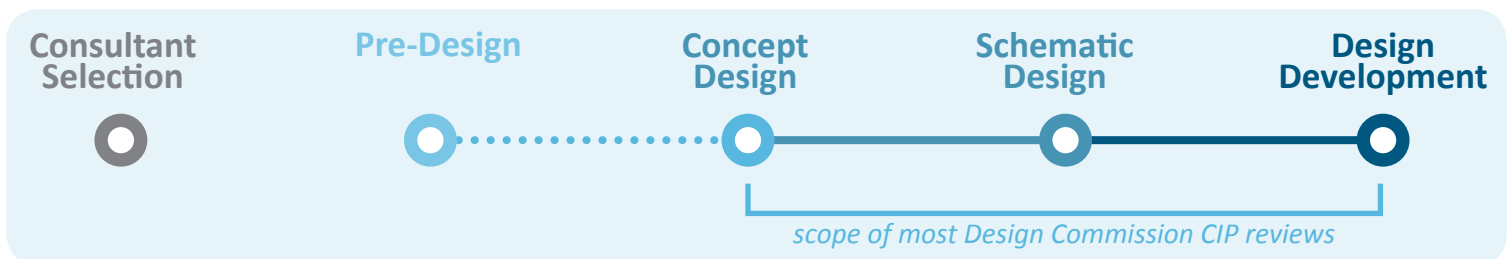 Consultant
Selection
Pre-Design
Concept
Design
Schematic
Design
Design
Development
scope of most Design Commission CIP reviews